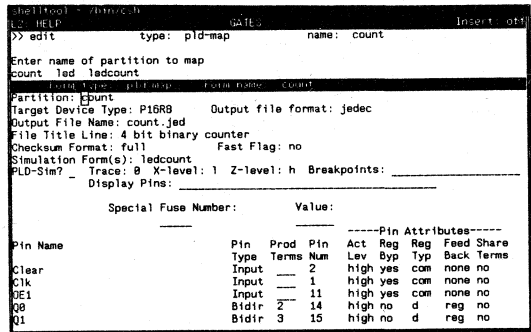 shelltool - /bin/csh
L2: HELP GATES Insert: off
>> edit type: pld-map name: count
Enter name of partition to map
count led ledcount
Form type: pld-map Form name: count
Partition: count
Target Device Type: P16R8 Output file format: jedec
Output File Name: count.jed
File Title Line: 4 bit binary counter
Checksum Format: full Fast Flag: no
Simulation Form(s): ledcount
PLD-Sim? _ Trace: 0 X-level: l Z-level: h Breakpoints: ____________
Display Pins: ______________________________
Special Fuse Number: Value:
_____ _____
-----Pin Attributes-----
Pin Name Pin Prod Pin Act Reg Reg Feed Share
Type Terms Num Lev Byp Typ Back Terms
Clear Input ___ 2 high yes com none no
Clk Input ___ 1 high yes com none no
OE1 Input ___ 11 high yes com none no
Q0 Bidir 2 14 high no d reg no
Q1 Bidir 3 15 high no d reg no